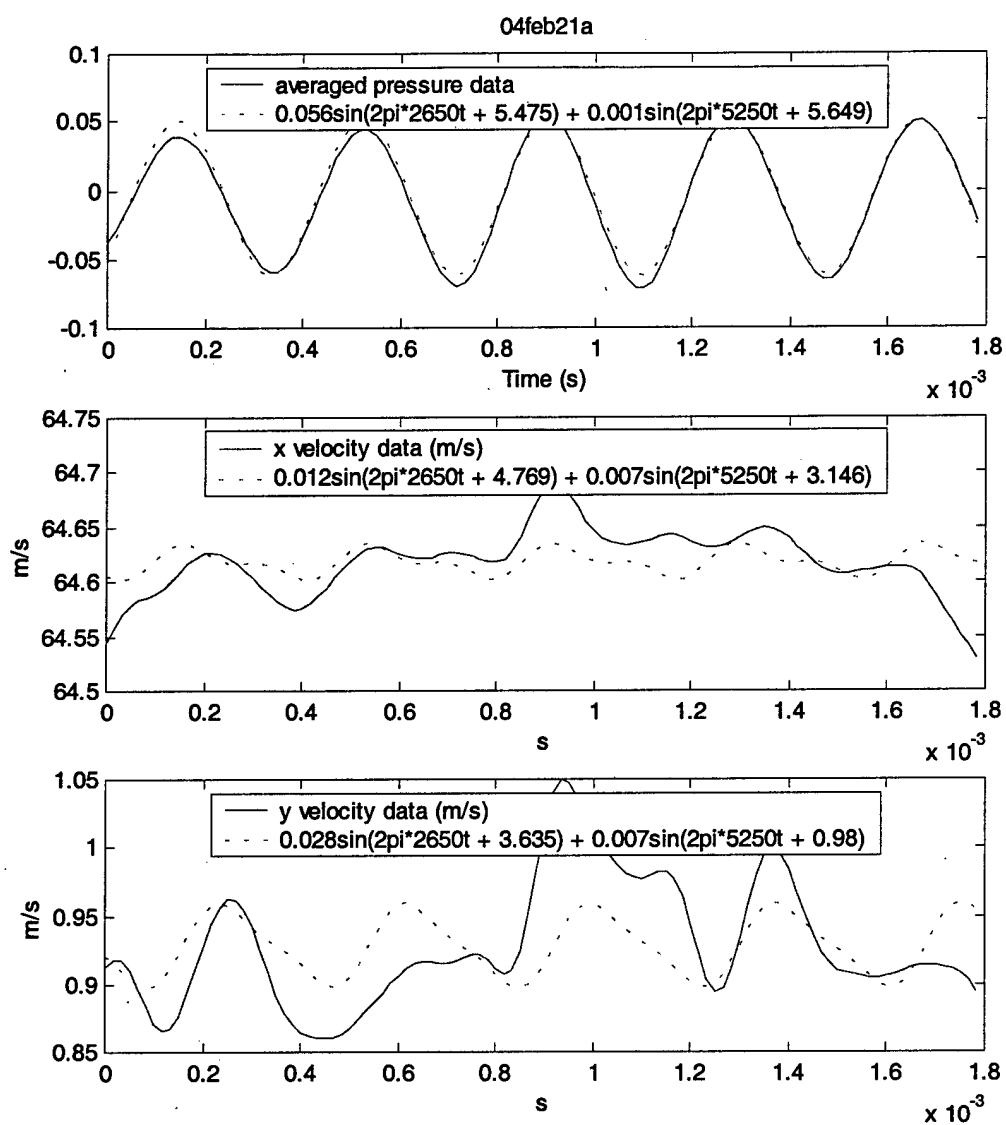 04feb21a
0.1
0.05
0
-0.05
-0.1
averaged pressure data
0.056sin(2pi*2650t + 5.475) + 0.001sin(2pi*5250t + 5.649)
0 0.2 0.4 0.6 0.8 1 1.2 1.4 1.6 1.8
Time (s)
x 10-3
64.75
64.7
64.65
64.6
64.55
64.5
m/s
x velocity data (m/s)
0.012sin(2pi*2650t + 4.769) + 0.007sin(2pi*5250t + 3.146)
0 0.2 0.4 0.6 0.8 1 1.2 1.4 1.6 1.8
s
x 10-3
1.05
1
0.95
0.9
0.85
m/s
y velocity data (m/s)
0.028sin(2pi*2650t + 3.635) + 0.007sin(2pi*5250t + 0.98)
0 0.2 0.4 0.6 0.8 1 1.2 1.4 1.6 1.8
s
x 10-3